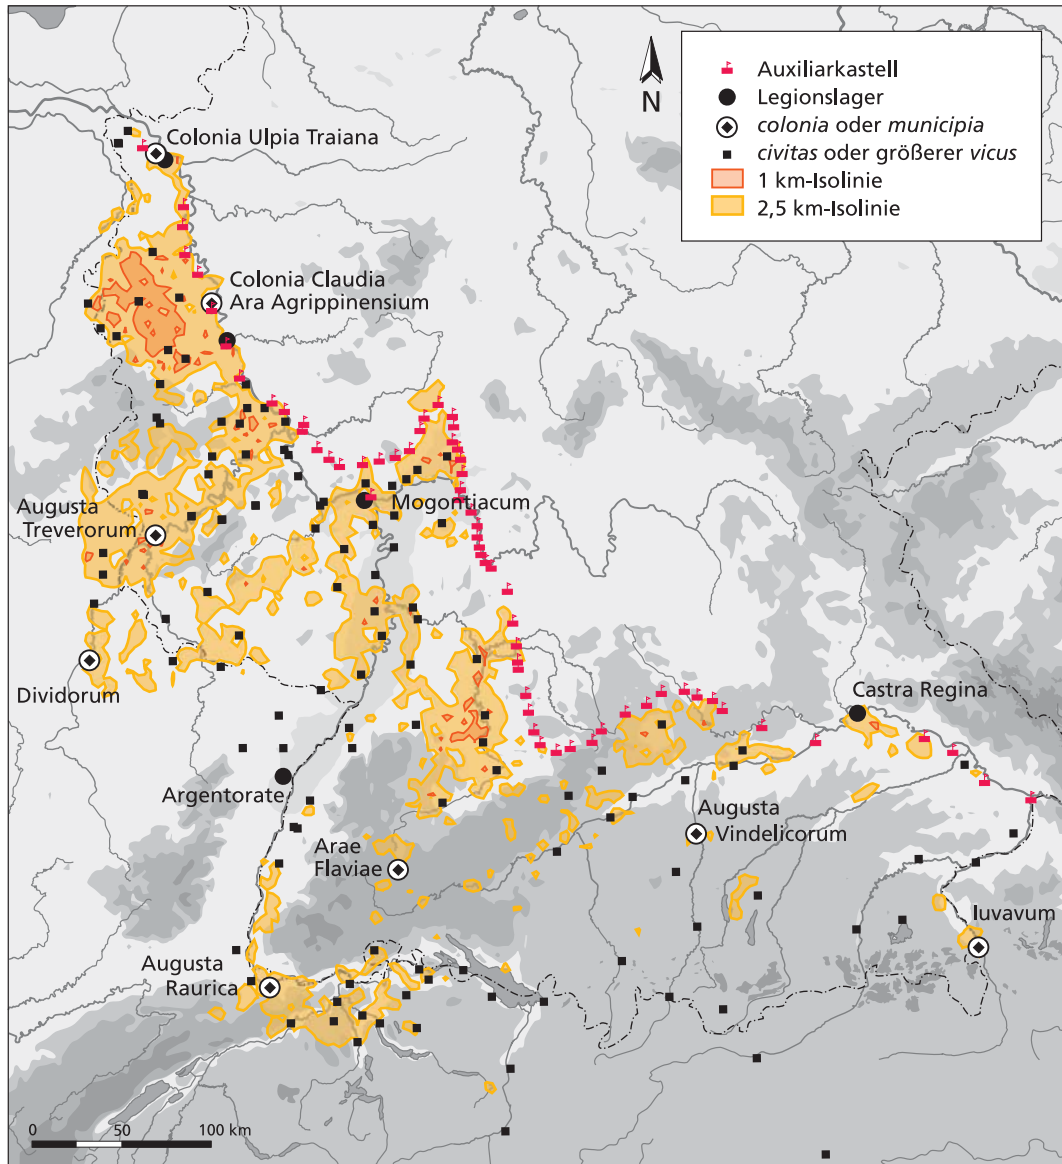 Auxiliarkastell
Legionslager
colonia oder municipia
civitas oder größerer vicus
1 km-Isolinie
2,5 km-Isolinie
N
Colonia Ulpia Traiana
Colonia Claudia
Ara Agrippinensium
Augusta
Treverorum
Mogontiacum
Dividorum
Castra Regina
Argentorate
Augusta
Vindelicorum
Arae
Flaviae
Iuvavum
Augusta
Raurica
0 50 100 km